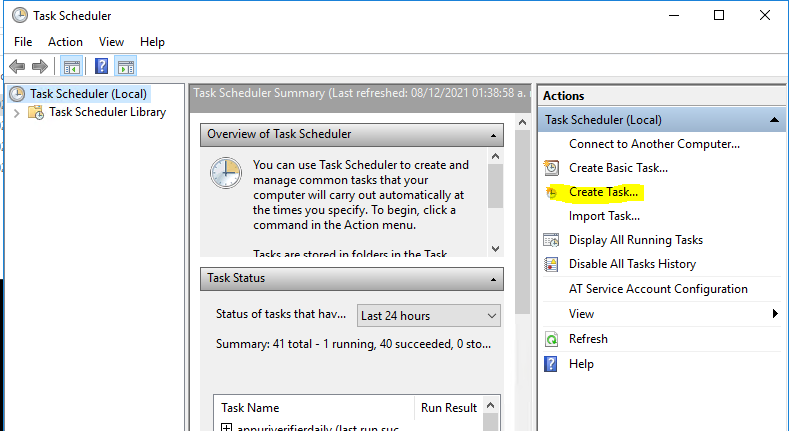 Task Scheduler
File Action View Help
Task Scheduler (Local)
Task Scheduler Library
Task Scheduler Summary (Last refreshed: 08/12/2021 01:38:58 a.
Overview of Task Scheduler
You can use Task Scheduler to create and
manage common tasks that your
computer will carry out automatically at
the times you specify. To begin, click a
command in the Action menu.
Tasks are stored in folders in the Task
Task Status
Status of tasks that hav... Last 24 hours
Summary: 41 total - 1 running, 40 succeeded, 0 sto...
Task Name Run Result
appuriverifierdaily (last run suc
Actions
Task Scheduler (Local)
Connect to Another Computer...
Create Basic Task...
Create Task...
Import Task...
Display All Running Tasks
Disable All Tasks History
AT Service Account Configuration
View
Refresh
Help